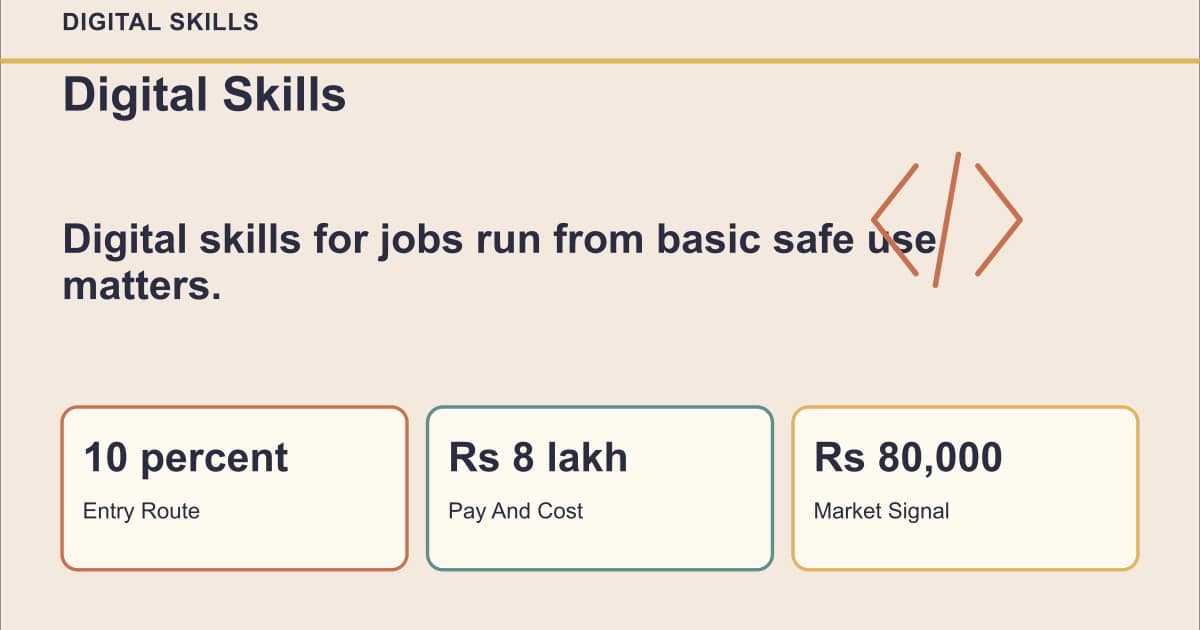 DIGITAL SKILLS
Digital Skills
Digital skills for jobs run from basic safe use
matters.
10 percent
Entry Route
Rs 8 lakh
Pay And Cost
Rs 80,000
Market Signal